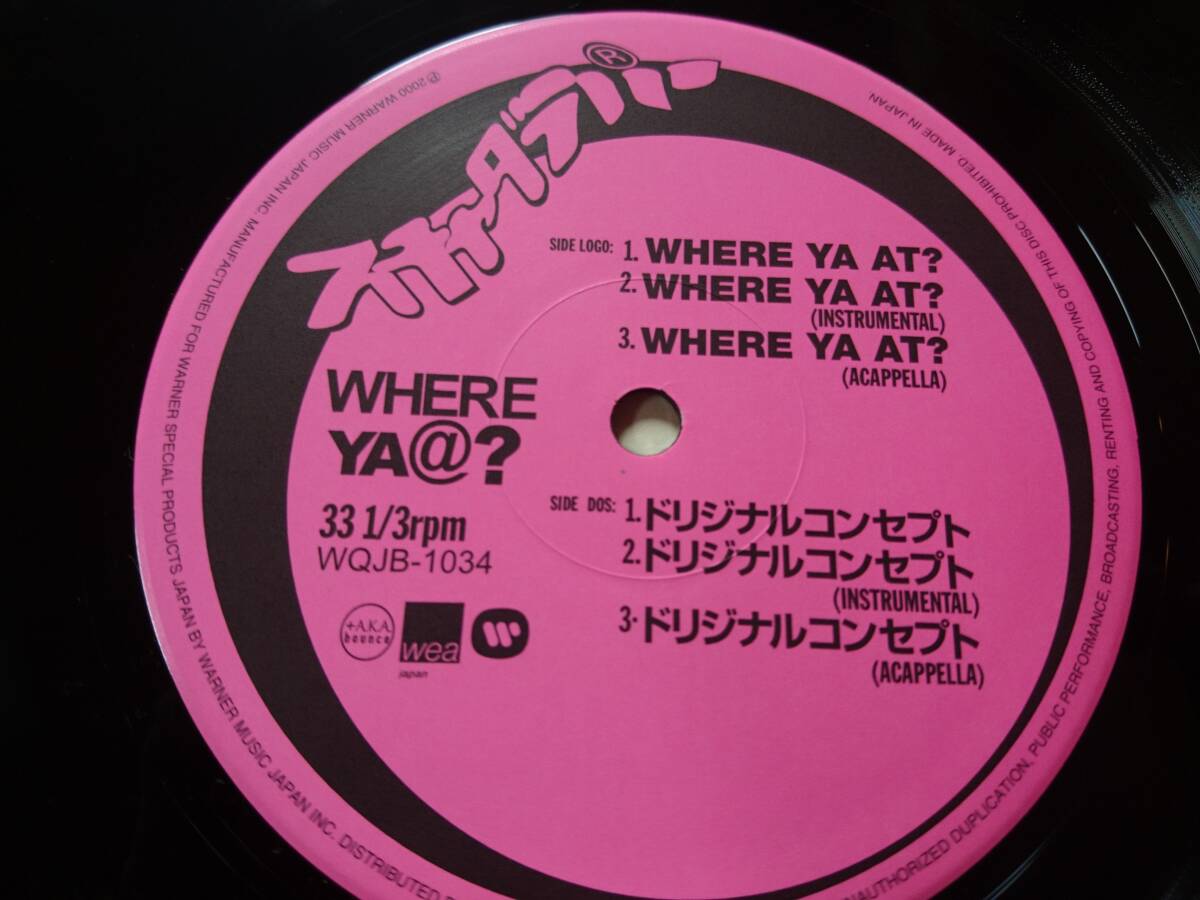 スチャダラパー
®
SIDE LOGO: 1. WHERE YA AT?
2. WHERE YA AT?
(INSTRUMENTAL)
3. WHERE YA AT?
(ACAPPELLA)
WHERE
YA@?
33 1/3rpm
WQJB-1034
SIDE DOS: 1. ドリジナルコンセプト
2. ドリジナルコンセプト
(INSTRUMENTAL)
3. ドリジナルコンセプト
(ACAPPELLA)
+AKA
bounce
wea
japan
℗ 2000 WARNER MUSIC JAPAN INC. MANUFACTURED FOR WARNER SPECIAL PRODUCTS JAPAN BY WARNER MUSIC JAPAN INC. DISTRIBUTED
UNAUTHORIZED DUPLICATION, PUBLIC PERFORMANCE, BROADCASTING, RENTING AND COPYING OF THIS DISC PROHIBITED. MADE IN JAPAN.